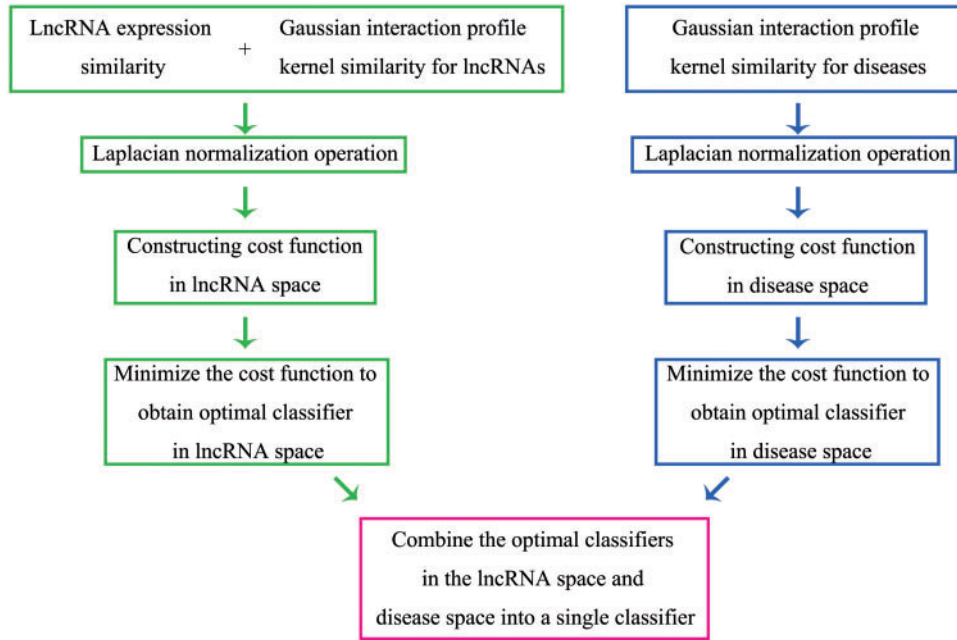 LncRNA expression
similarity
+
Gaussian interaction profile
kernel similarity for lncRNAs
Laplacian normalization operation
Constructing cost function
in lncRNA space
Minimize the cost function to
obtain optimal classifier
in lncRNA space
Gaussian interaction profile
kernel similarity for diseases
Laplacian normalization operation
Constructing cost function
in disease space
Minimize the cost function to
obtain optimal classifier
in disease space
Combine the optimal classifiers
in the lncRNA space and
disease space into a single classifier